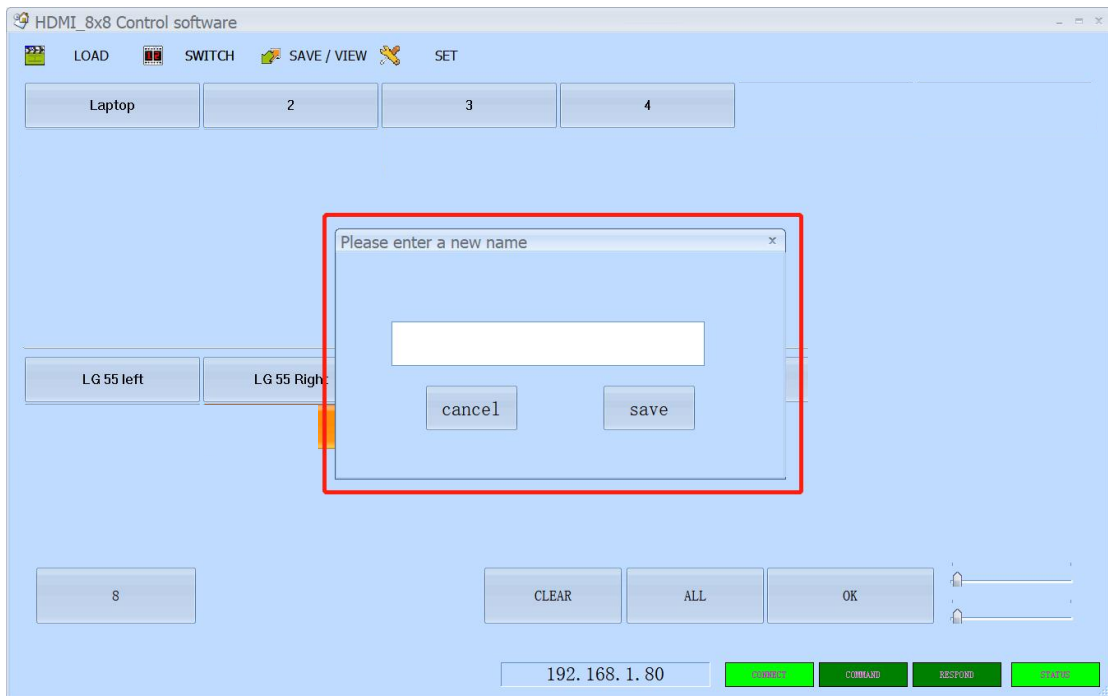 HDMI_8x8 Control software
LOAD SWITCH SAVE / VIEW SET
Laptop 2 3 4
Please enter a new name
LG 55 left LG 55 Right
cancel save
8 CLEAR ALL OK
192.168.1.80 CONNECT COMMAND RESPOND STATUS